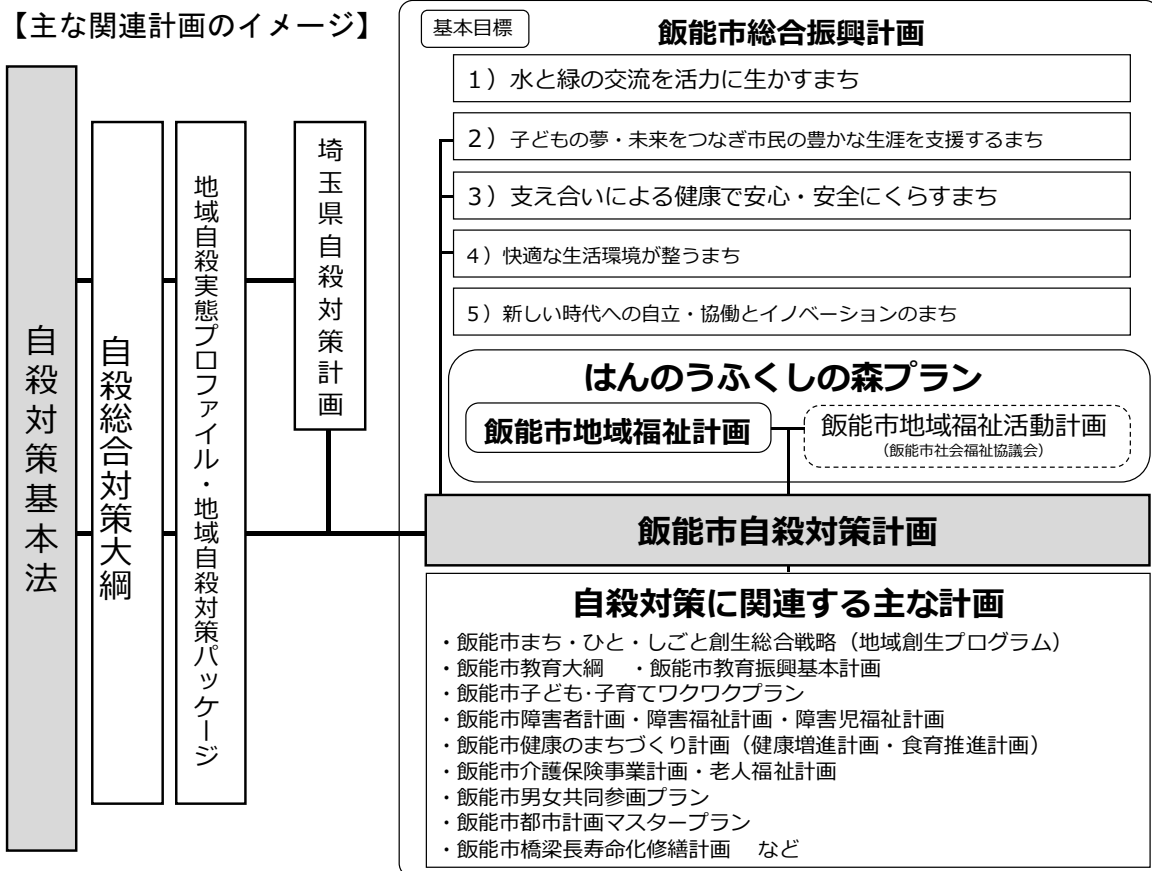 【主な関連計画のイメージ】
自殺対策基本法
自殺総合対策大綱
地域自殺実態プロファイル・地域自殺対策パッケージ
埼玉県自殺対策計画
基本目標
飯能市総合振興計画
１）水と緑の交流を活力に生かすまち
２）子どもの夢・未来をつなぎ市民の豊かな生涯を支援するまち
３）支え合いによる健康で安心・安全にくらすまち
４）快適な生活環境が整うまち
５）新しい時代への自立・協働とイノベーションのまち
はんのうふくしの森プラン
飯能市地域福祉計画
飯能市地域福祉活動計画
（飯能市社会福祉協議会）
飯能市自殺対策計画
自殺対策に関連する主な計画
・飯能市まち・ひと・しごと創生総合戦略（地域創生プログラム）
・飯能市教育大綱　・飯能市教育振興基本計画
・飯能市子ども・子育てワクワクプラン
・飯能市障害者計画・障害福祉計画・障害児福祉計画
・飯能市健康のまちづくり計画（健康増進計画・食育推進計画）
・飯能市介護保険事業計画・老人福祉計画
・飯能市男女共同参画プラン
・飯能市都市計画マスタープラン
・飯能市橋梁長寿命化修繕計画　など